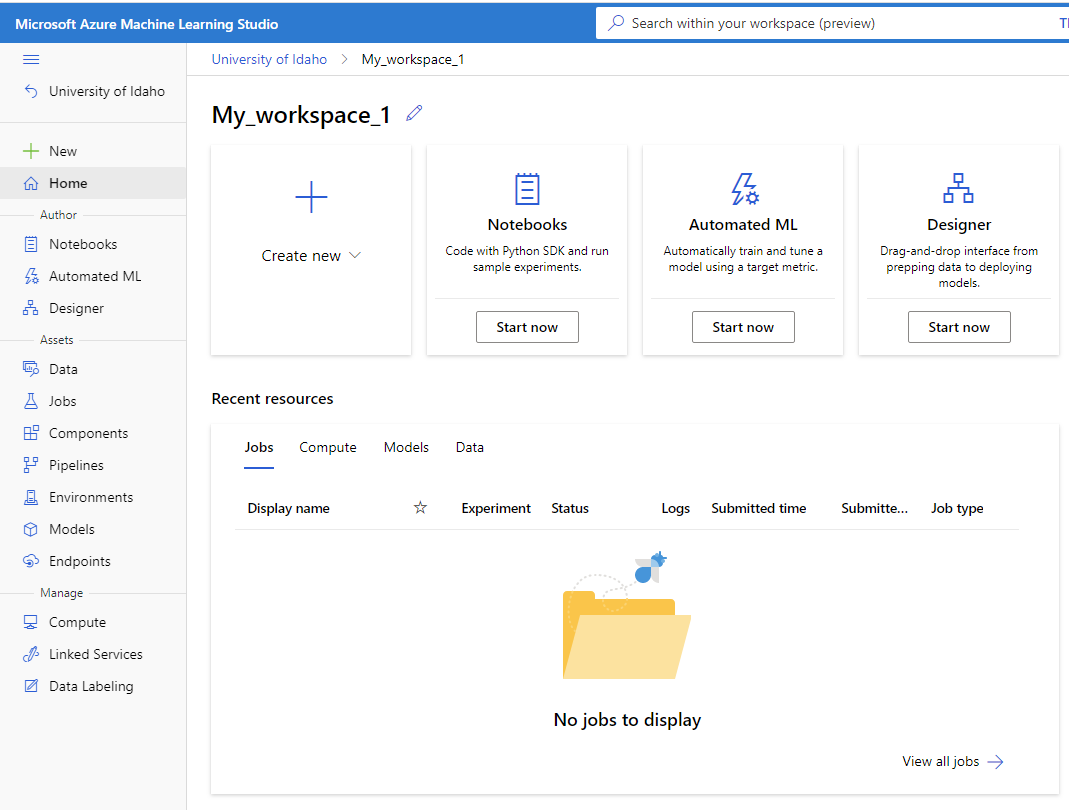 Microsoft Azure Machine Learning Studio
Search within your workspace (preview)
University of Idaho
New
Home
Author
Notebooks
Automated ML
Designer
Assets
Data
Jobs
Components
Pipelines
Environments
Models
Endpoints
Manage
Compute
Linked Services
Data Labeling
University of Idaho > My_workspace_1
My_workspace_1
Create new
Notebooks
Code with Python SDK and run
sample experiments.
Start now
Automated ML
Automatically train and tune a
model using a target metric.
Start now
Designer
Drag-and-drop interface from
prepping data to deploying
models.
Start now
Recent resources
Jobs Compute Models Data
Display name Experiment Status Logs Submitted time Submitte... Job type
No jobs to display
View all jobs